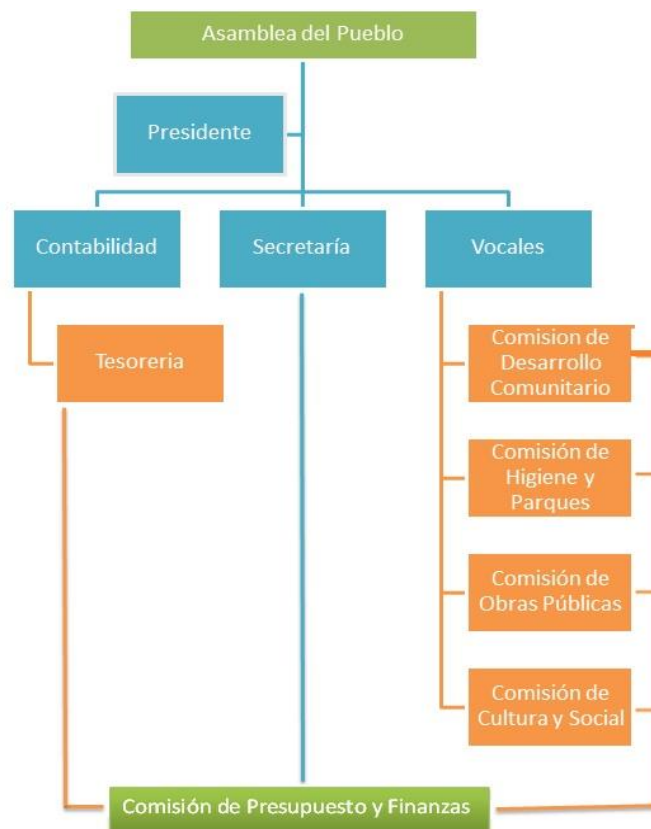 Asamblea del Pueblo
Presidente
Contabilidad
Secretaría
Vocales
Tesoreria
Comision de
Desarrollo
Comunitario
Comisión de
Higiene y
Parques
Comisión de
Obras Públicas
Comisión de
Cultura y Social
Comisión de Presupuesto y Finanzas